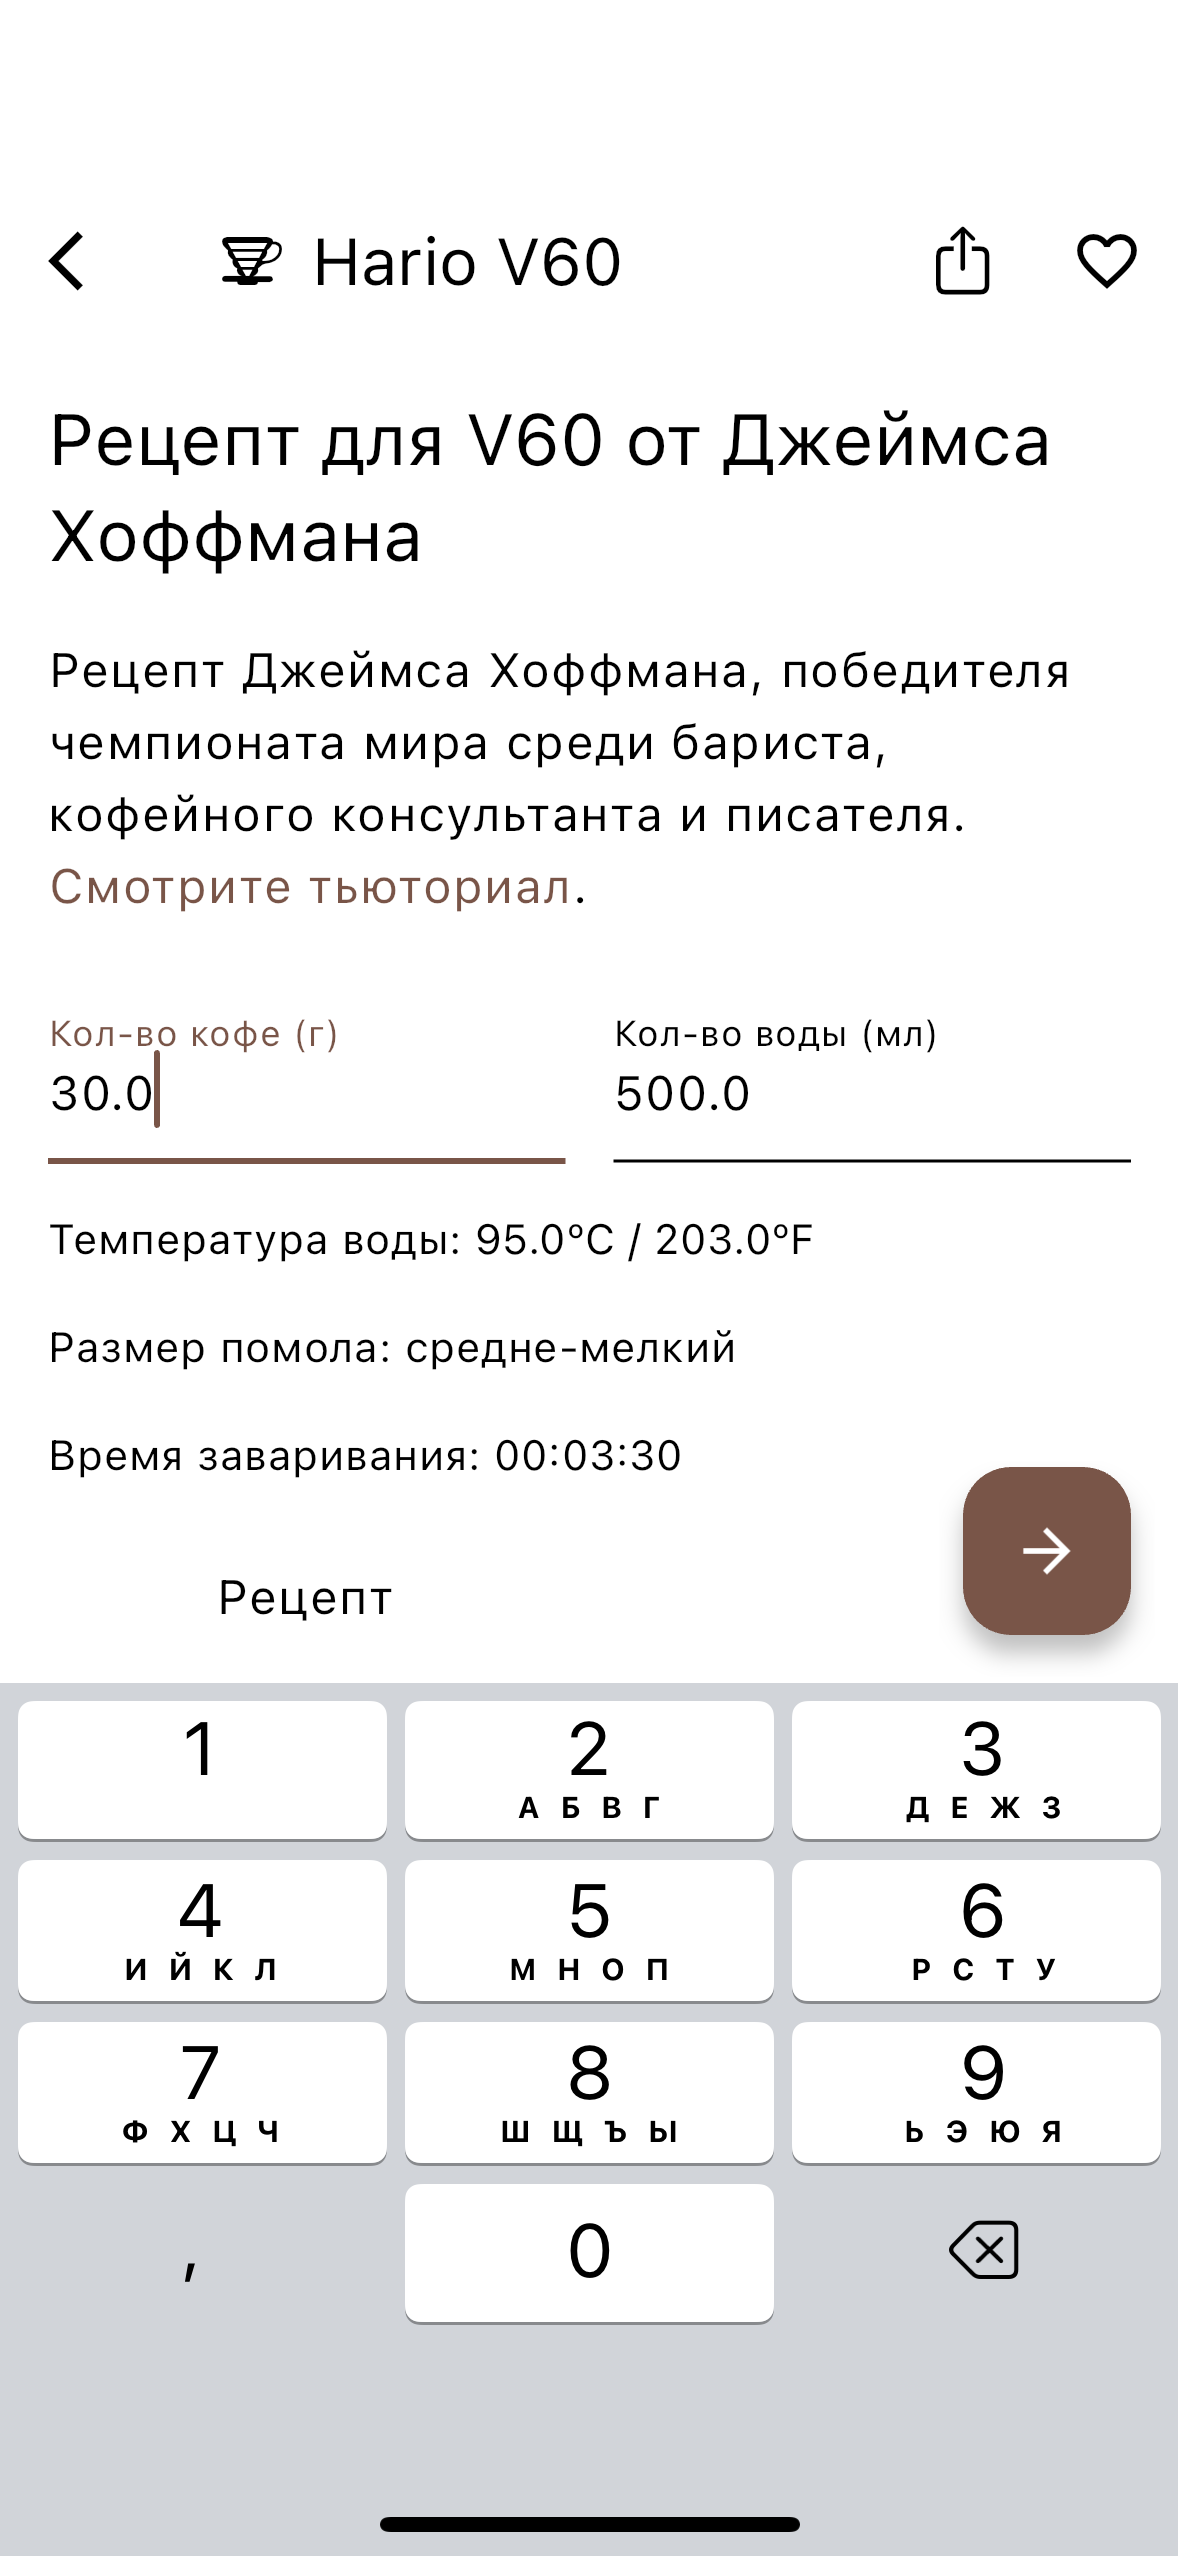 Hario V60
Рецепт для V60 от Джеймса
Хоффмана
Рецепт Джеймса Хоффмана, победителя
чемпионата мира среди бариста,
кофейного консультанта и писателя.
Смотрите тьюториал.
Кол-во кофе (г) Кол-во воды (мл)
30.0 500.0
Температура воды: 95.0ºC / 203.0ºF
Размер помола: средне-мелкий
Время заваривания: 00:03:30
Рецепт
1 2 3
А Б В Г Д Е Ж З
4 5 6
И Й К Л М Н О П Р С Т У
7 8 9
Ф Х Ц Ч Ш Щ Ъ Ы Ь Э Ю Я
, 0